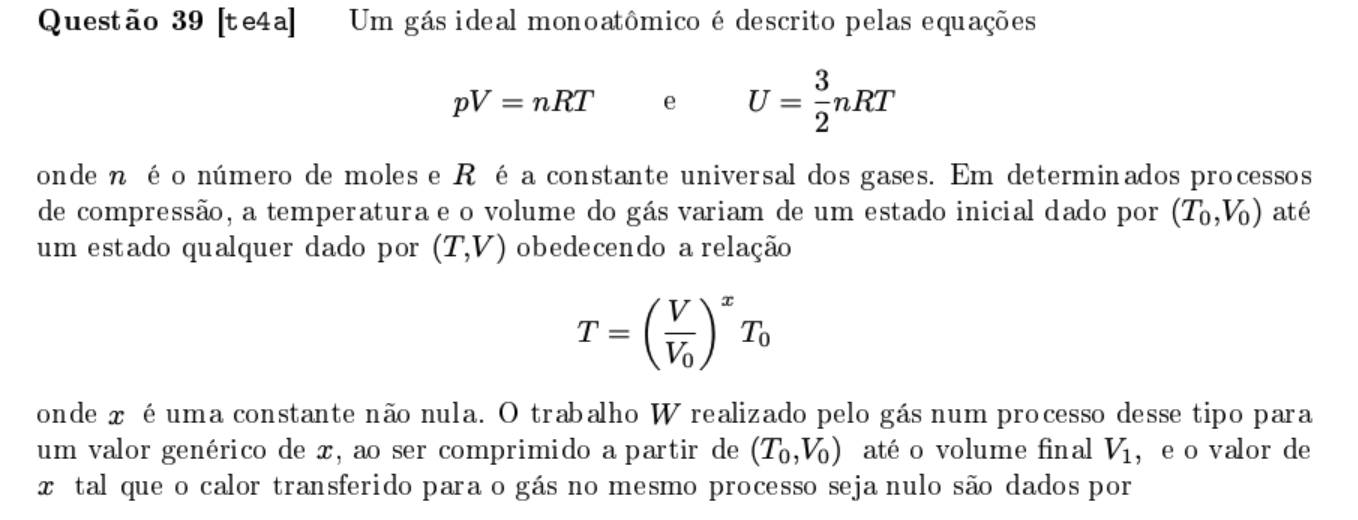 Questão 39 [te4a] Um gás ideal monoatômico é descrito pelas equações
pV = nRT e U = \frac{3}{2}nRT
onde n é o número de moles e R é a constante universal dos gases. Em determinados processos
de compressão, a temperatura e o volume do gás variam de um estado inicial dado por (T₀,V₀) até
um estado qualquer dado por (T,V) obedecendo a relação
T = \left(\frac{V}{V_0}\right)^x T_0
onde x é uma constante não nula. O trabalho W realizado pelo gás num processo desse tipo para
um valor genérico de x, ao ser comprimido a partir de (T₀,V₀) até o volume final V₁, e o valor de
x tal que o calor transferido para o gás no mesmo processo seja nulo são dados por